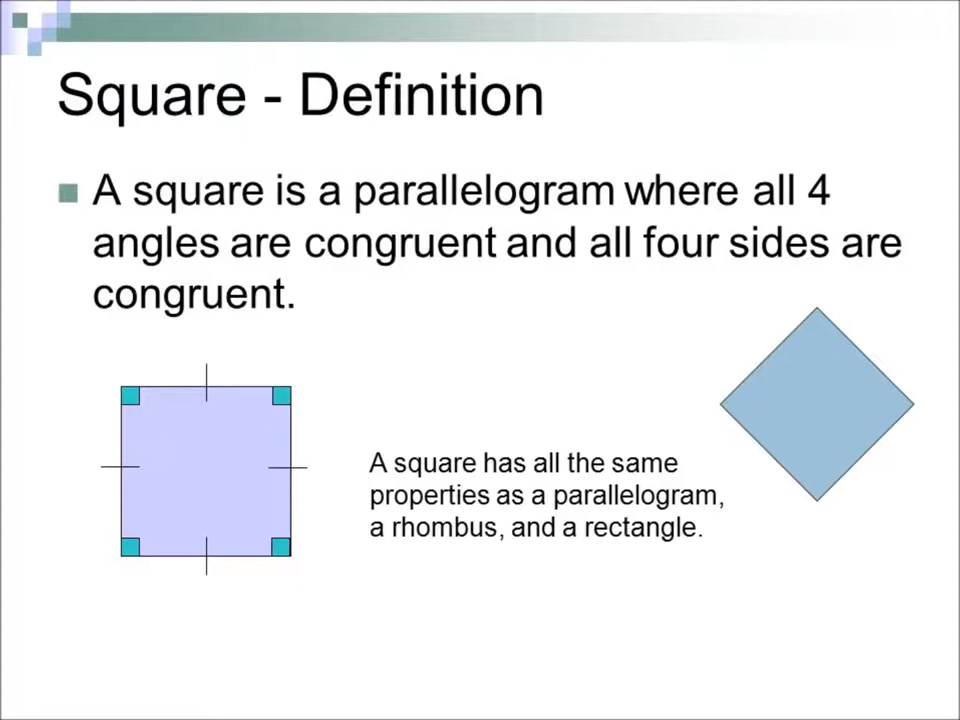 Square - Definition
A square is a parallelogram where all 4
angles are congruent and all four sides are
congruent.
A square has all the same
properties as a parallelogram,
a rhombus, and a rectangle.